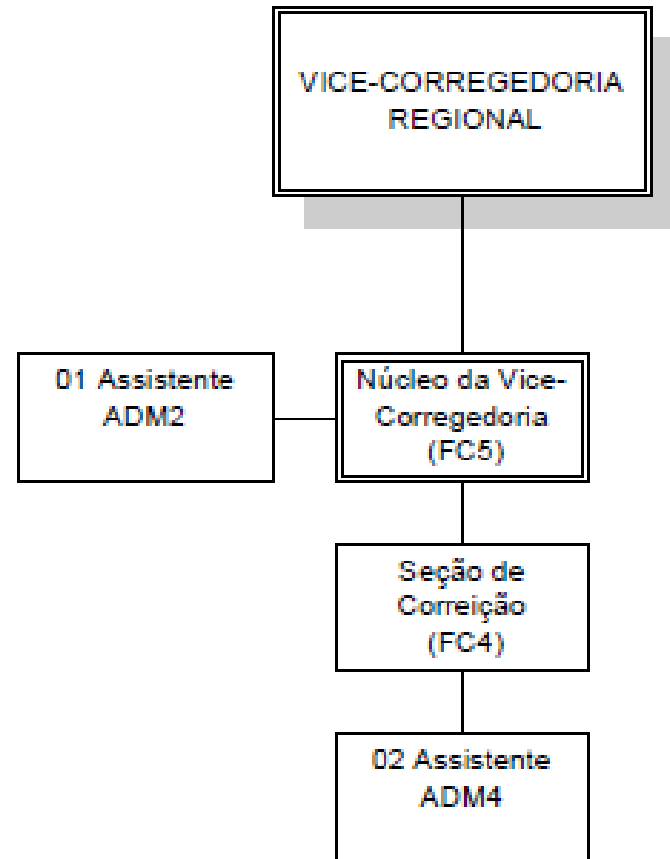 VICE-CORREGEDORIA
REGIONAL
01 Assistente
ADM2
Núcleo da Vice-
Corregedoria
(FC5)
Seção de
Correição
(FC4)
02 Assistente
ADM4